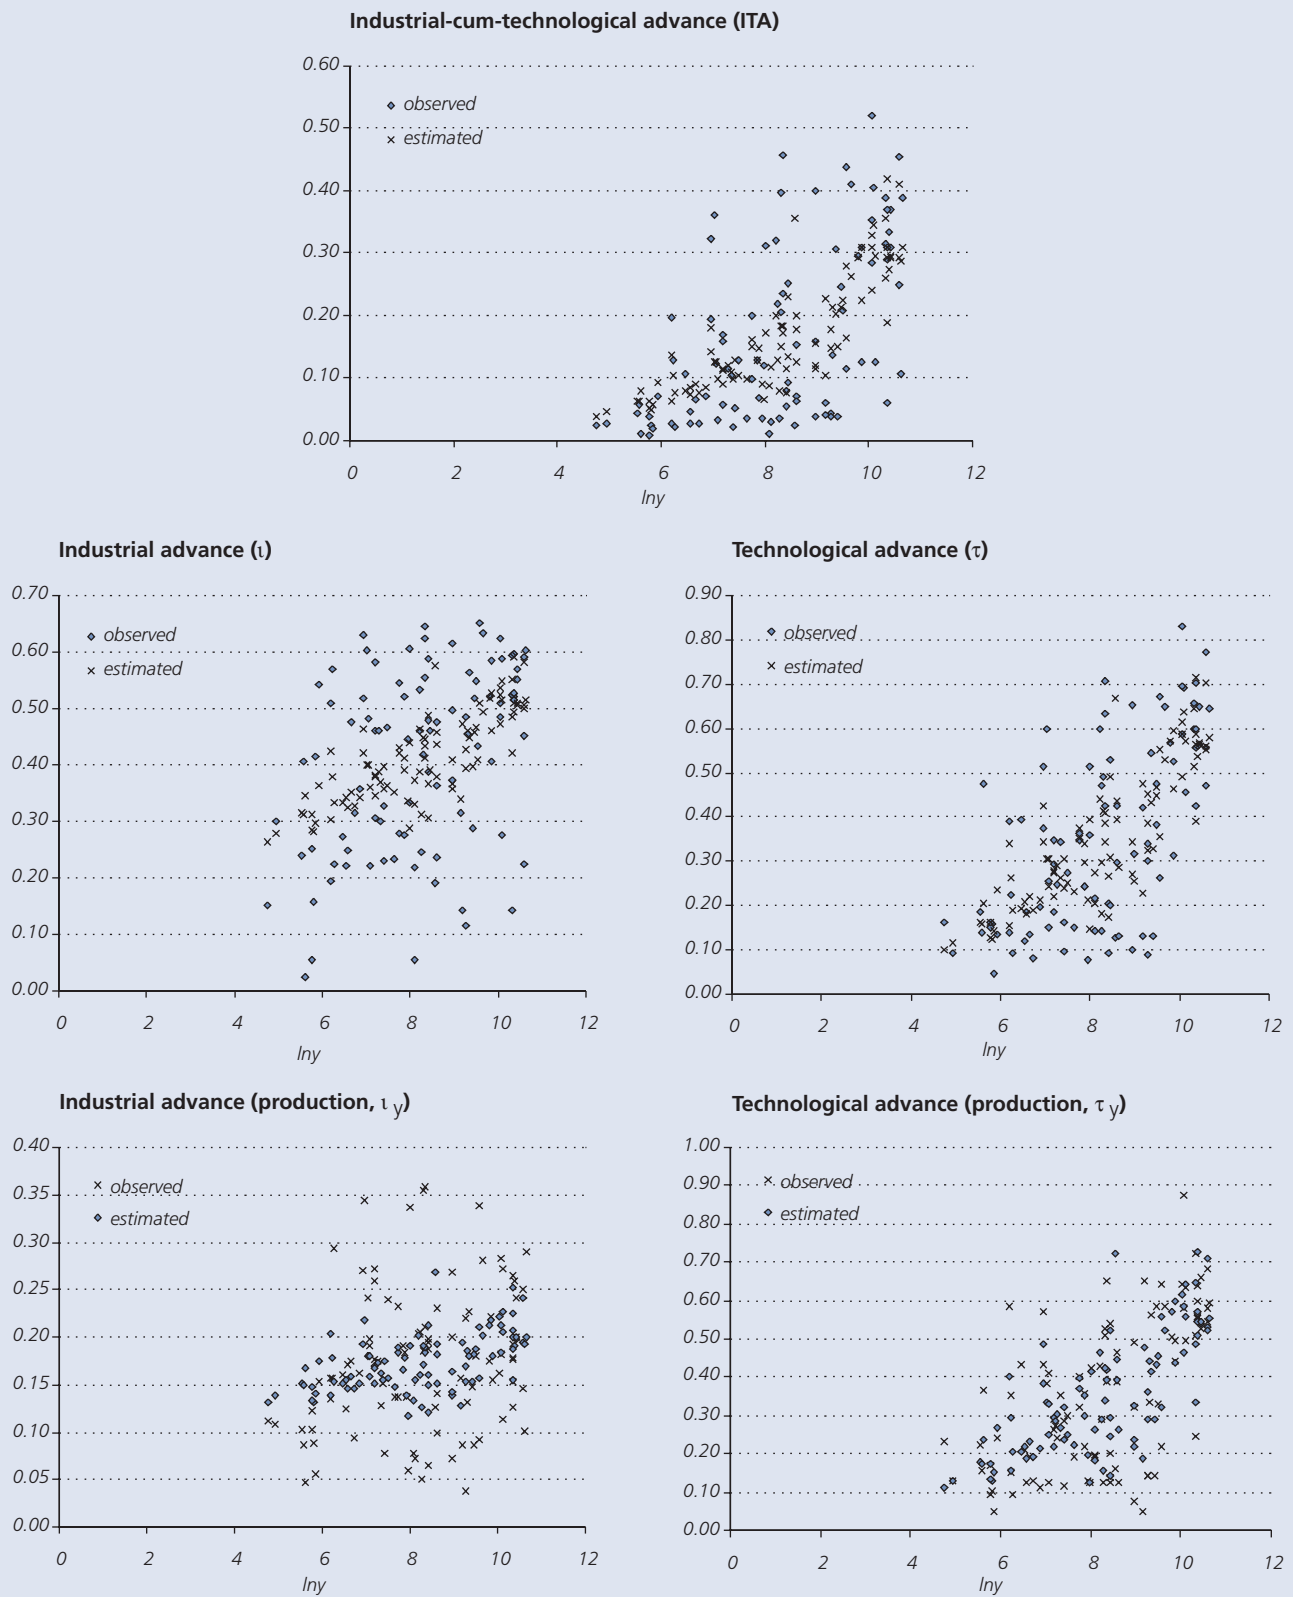 Industrial-cum-technological advance (ITA)
0.60
observed
0.50
estimated
0.40
0.30
0.20
0.10
0.00
0 2 4 6 8 10 12
lny
Industrial advance (ι)
0.70
observed
0.60
estimated
0.50
0.40
0.30
0.20
0.10
0.00
0 2 4 6 8 10 12
lny
Technological advance (τ)
0.90
observed
0.80
estimated
0.70
0.60
0.50
0.40
0.30
0.20
0.10
0.00
0 2 4 6 8 10 12
lny
Industrial advance (production, ι y)
0.40
observed
0.35
estimated
0.30
0.25
0.20
0.15
0.10
0.05
0.00
0 2 4 6 8 10 12
lny
Technological advance (production, τ y)
1.00
observed
0.90
estimated
0.80
0.70
0.60
0.50
0.40
0.30
0.20
0.10
0.00
0 2 4 6 8 10 12
lny